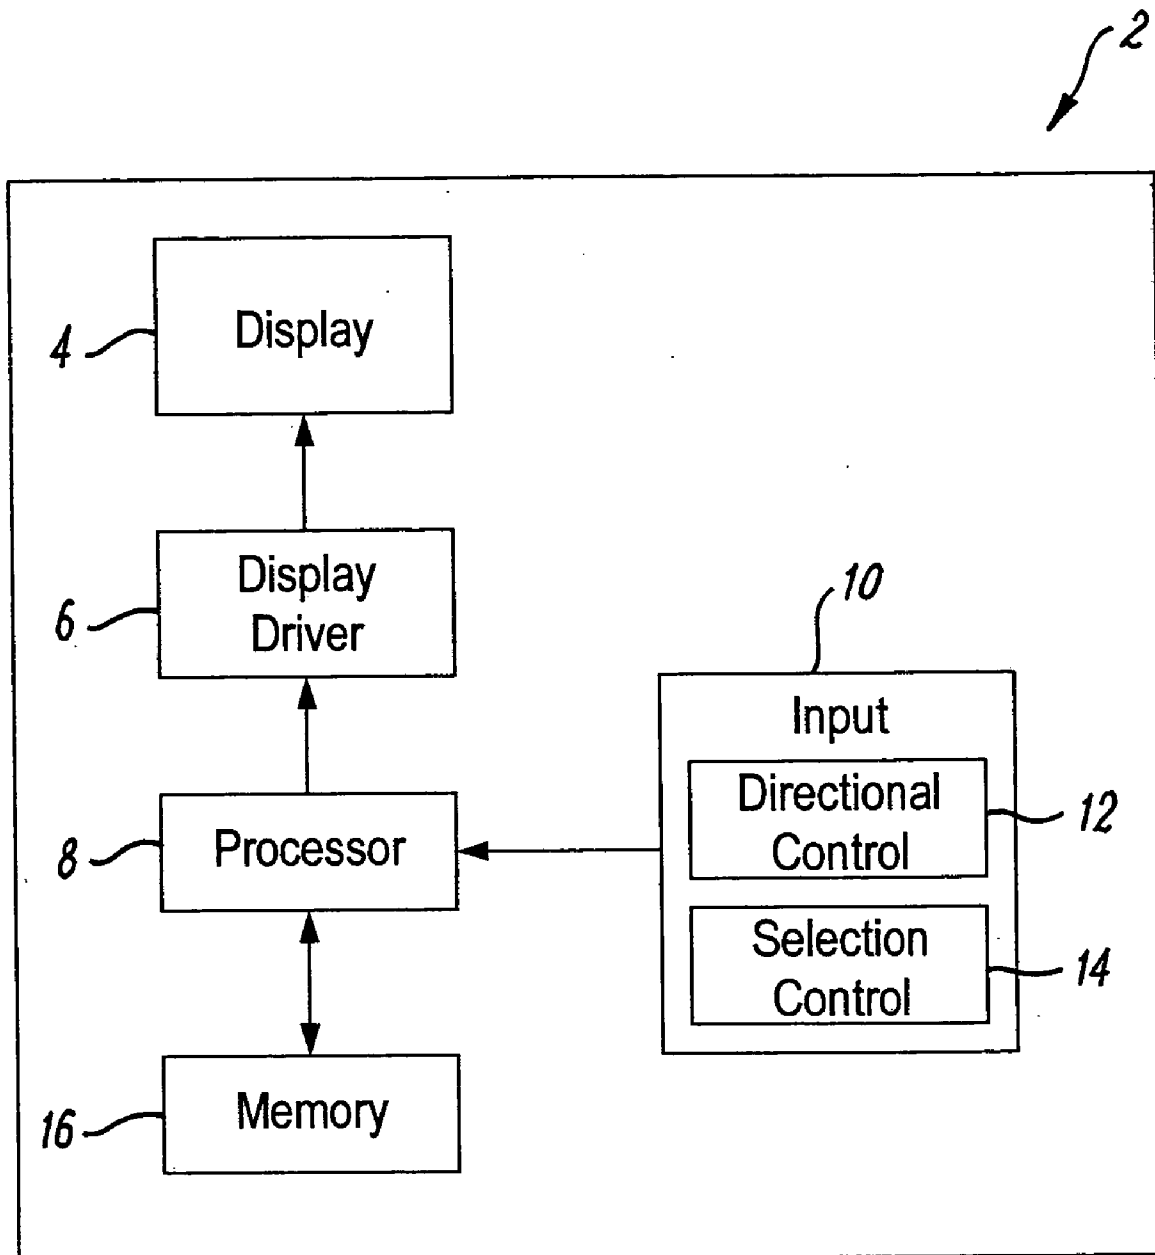 2
Display
4
Display
Driver
6
10
Input
Directional
Control
12
Processor
8
Selection
Control
14
Memory
16